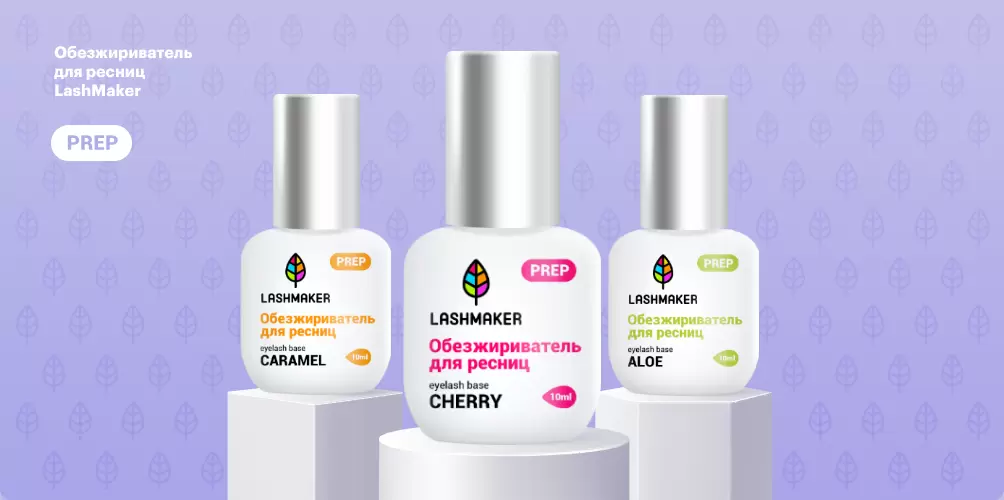 Обезжириватель
для ресниц
LashMaker
PREP
PREP
LASHMAKER
Обезжириватель
для ресниц
eyelash base
CARAMEL
10ml
PREP
LASHMAKER
Обезжириватель
для ресниц
eyelash base
CHERRY
10ml
PREP
LASHMAKER
Обезжириватель
для ресниц
eyelash base
ALOE
10ml